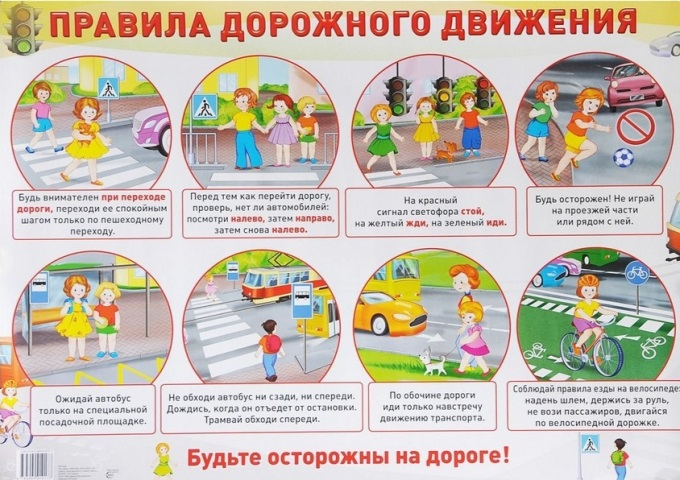 ПРАВИЛА ДОРОЖНОГО ДВИЖЕНИЯ
Будь внимателен при переходе
дороги, переходи ее спокойным
шагом только по пешеходному
переходу.
Перед тем как перейти дорогу,
проверь, нет ли автомобилей:
посмотри налево, затем направо,
затем снова налево.
На красный
сигнал светофора стой,
на желтый жди, на зеленый иди.
Будь осторожен! Не играй
на проезжей части
или рядом с ней.
Ожидай автобус
только на специальной
посадочной площадке.
Не обходи автобус ни сзади, ни спереди.
Дождись, когда он отъедет от остановки.
Трамвай обходи спереди.
По обочине дороги
иди только навстречу
движению транспорта.
Соблюдай правила езды на велосипеде:
надень шлем, держись за руль,
не вози пассажиров, двигайся
по велосипедной дорожке.
Будьте осторожны на дороге!